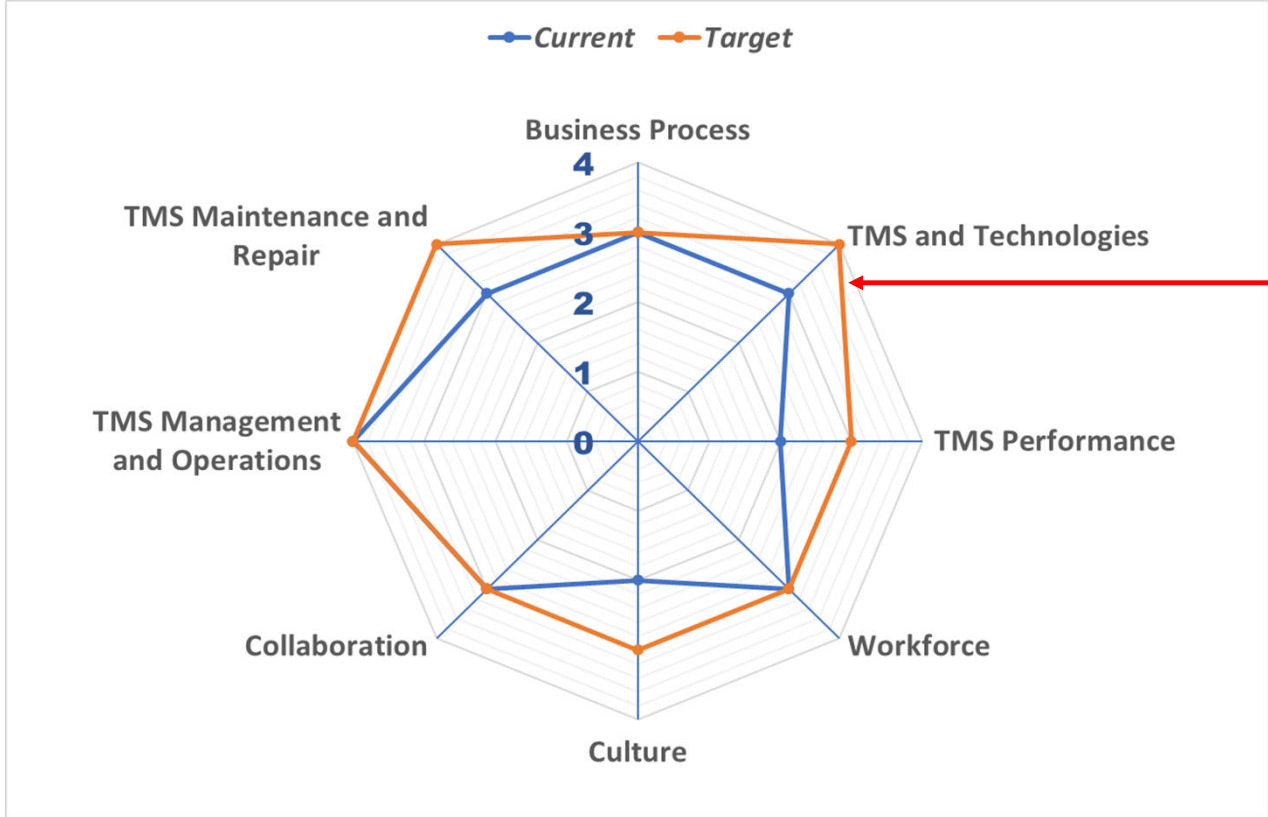 Current Target
Business Process
4
TMS Maintenance and
Repair
3
TMS and Technologies
2
1
TMS Management
and Operations
0
TMS Performance
Collaboration
Workforce
Culture